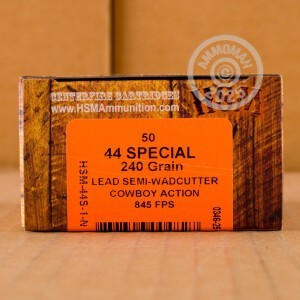 AMMOMAN
CENTERFIRE CARTRIDGES
www.HSMAmmunition.com
50
44 SPECIAL
240 Grain
LEAD SEMI-WADCUTTER
COWBOY ACTION
845 FPS
HSM-44S-1-N